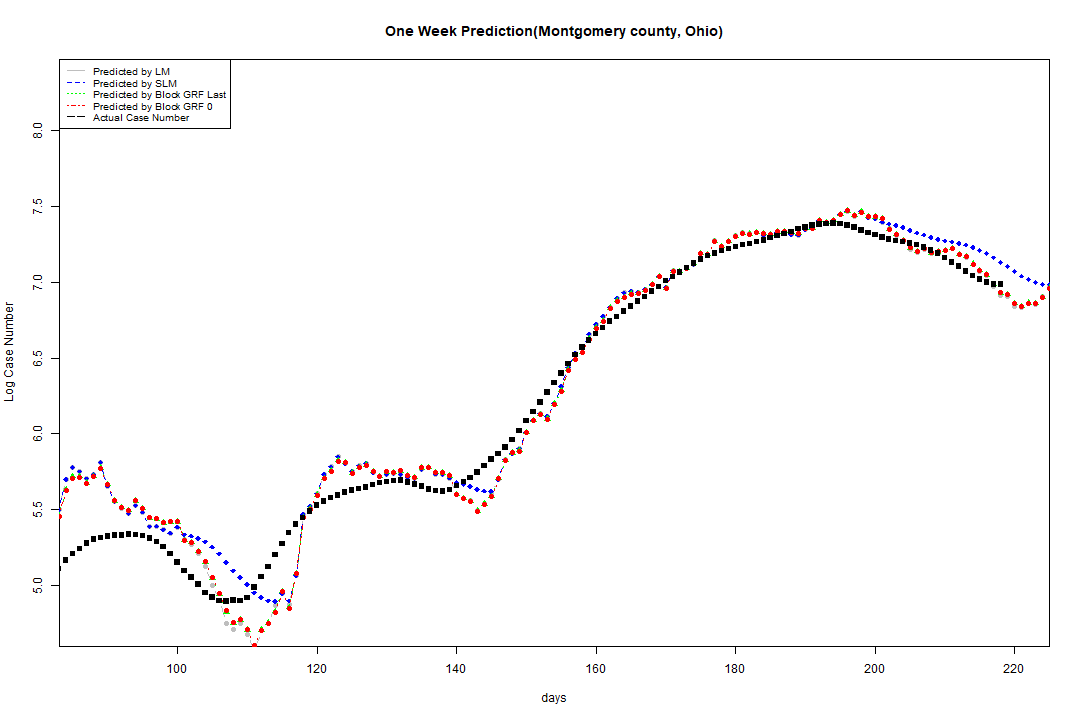 One Week Prediction(Montgomery county, Ohio)
Predicted by LM
Predicted by SLM
Predicted by Block GRF Last
Predicted by Block GRF 0
Actual Case Number
8.0
7.5
7.0
6.5
6.0
5.5
5.0
Log Case Number
100 120 140 160 180 200 220
days